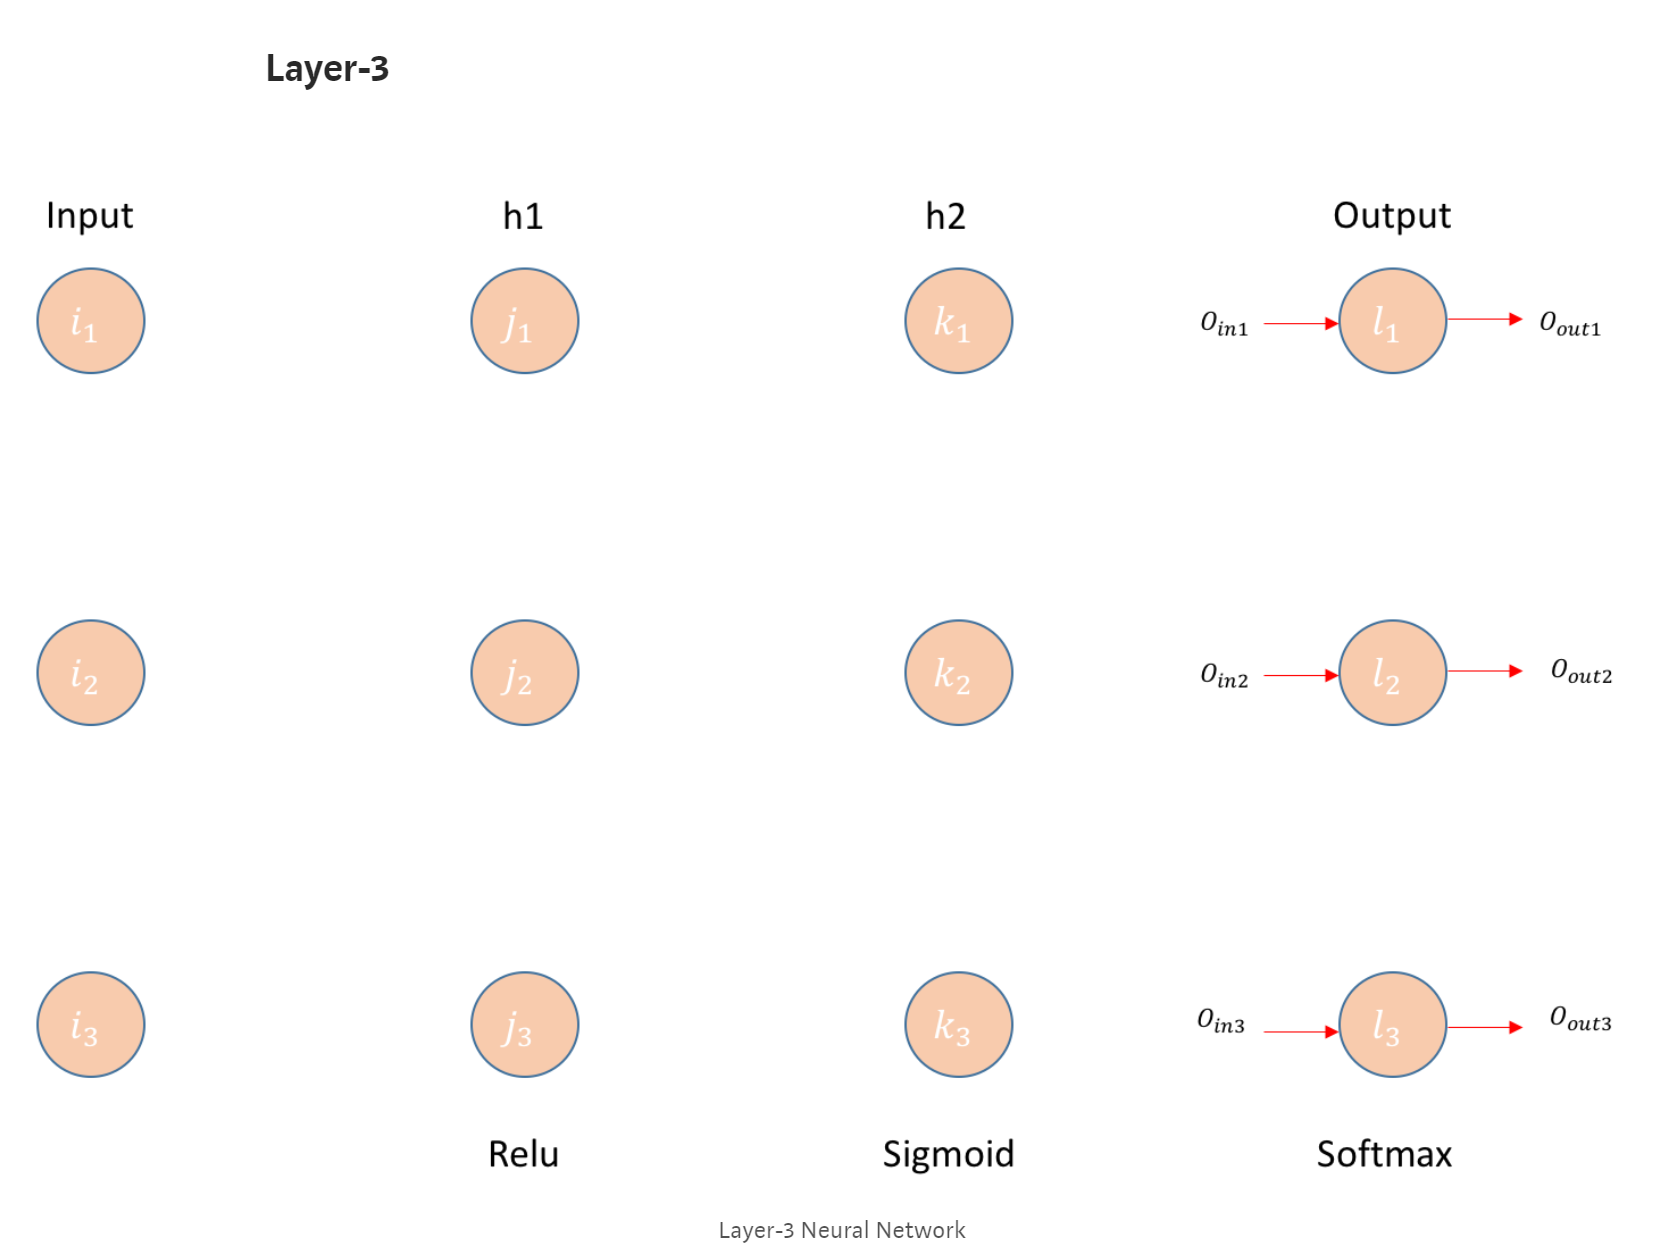 Layer-3
Input h1 h2 Output
i1 j1 k1 Oin1 l1 Oout1
i2 j2 k2 Oin2 l2 Oout2
i3 j3 k3 Oin3 l3 Oout3
Relu Sigmoid Softmax
Layer-3 Neural Network